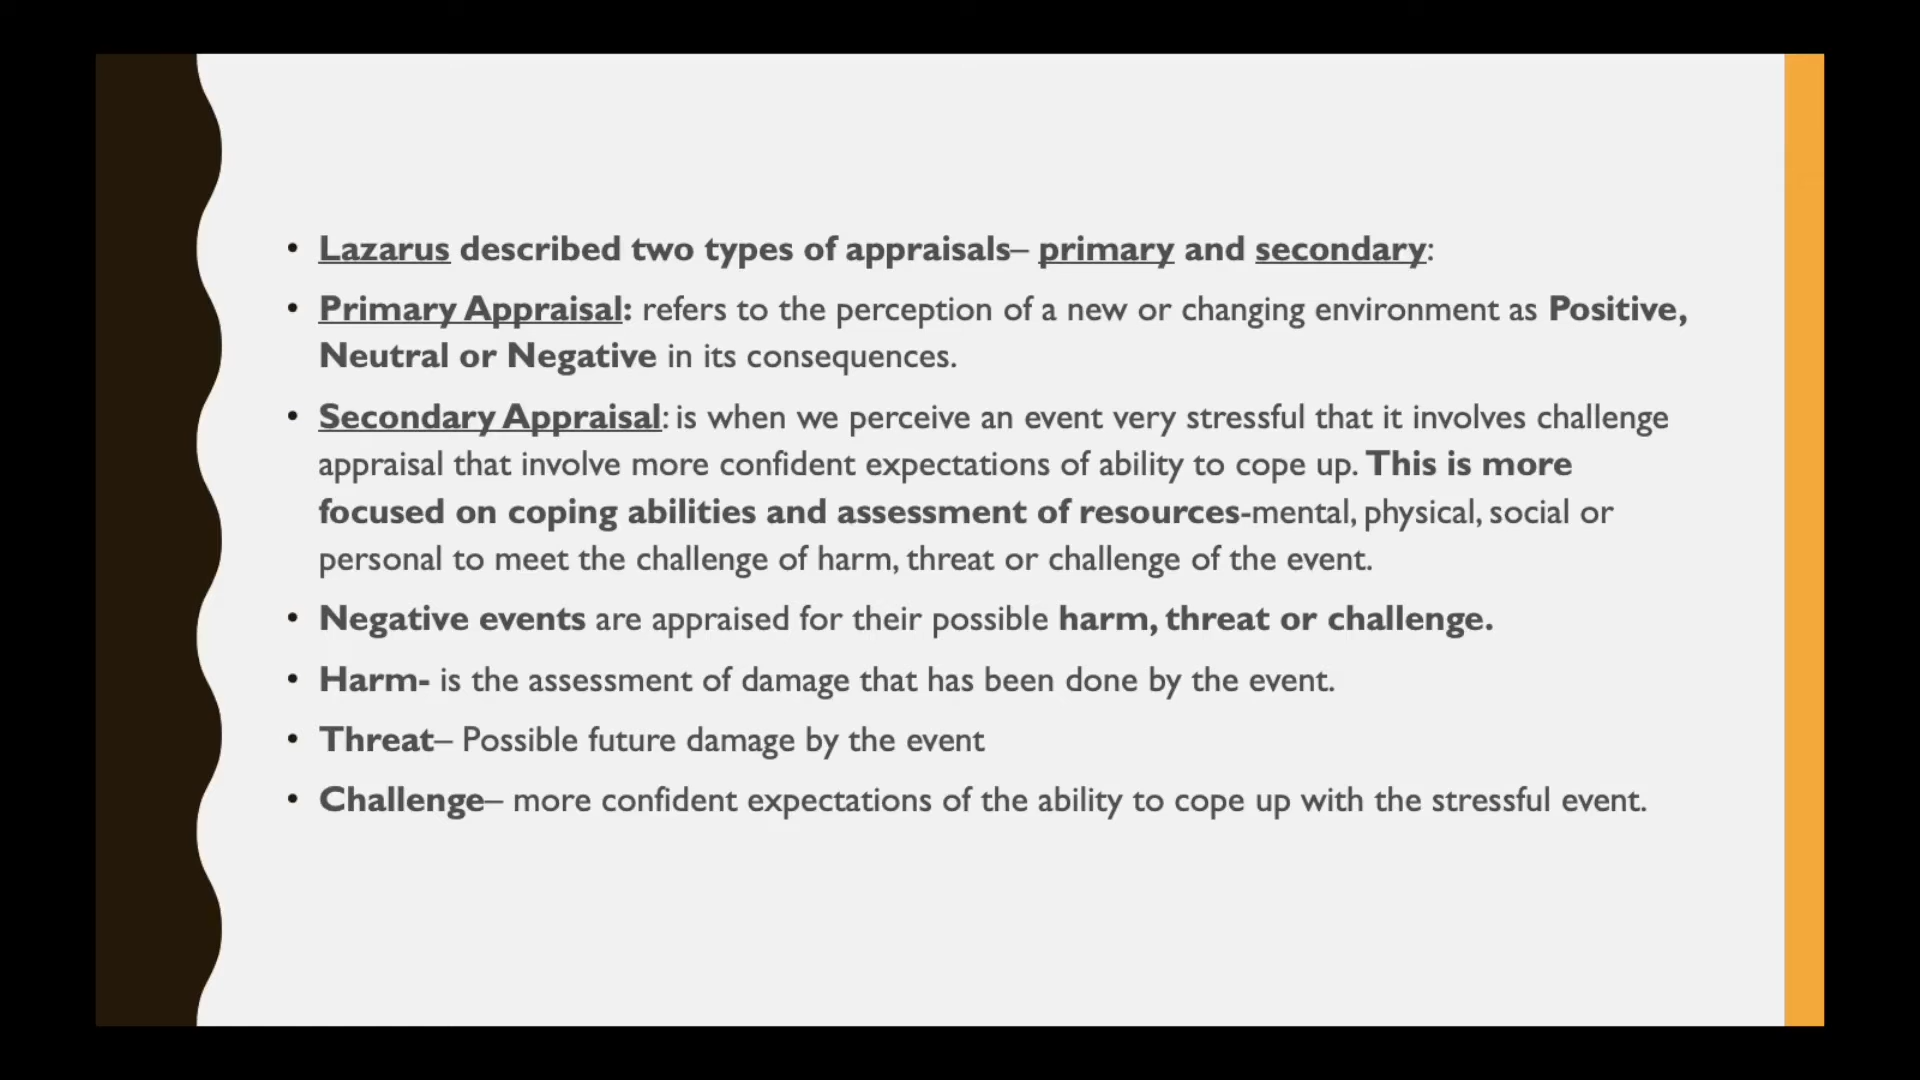 • Lazarus described two types of appraisals– primary and secondary:
• Primary Appraisal: refers to the perception of a new or changing environment as Positive,
Neutral or Negative in its consequences.
• Secondary Appraisal: is when we perceive an event very stressful that it involves challenge
appraisal that involve more confident expectations of ability to cope up. This is more
focused on coping abilities and assessment of resources-mental, physical, social or
personal to meet the challenge of harm, threat or challenge of the event.
• Negative events are appraised for their possible harm, threat or challenge.
• Harm- is the assessment of damage that has been done by the event.
• Threat– Possible future damage by the event
• Challenge– more confident expectations of the ability to cope up with the stressful event.